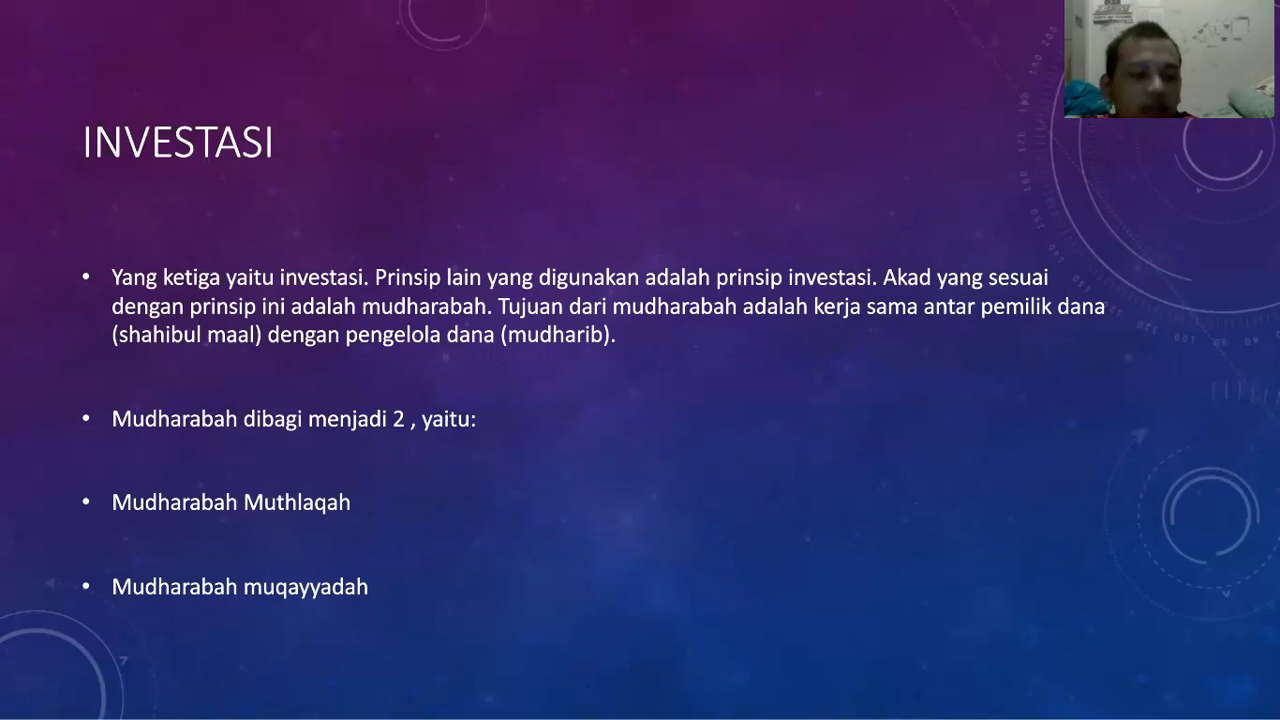 INVESTASI
• Yang ketiga yaitu investasi. Prinsip lain yang digunakan adalah prinsip investasi. Akad yang sesuai
dengan prinsip ini adalah mudharabah. Tujuan dari mudharabah adalah kerja sama antar pemilik dana
(shahibul maal) dengan pengelola dana (mudharib).
• Mudharabah dibagi menjadi 2 , yaitu:
• Mudharabah Muthlaqah
• Mudharabah muqayyadah